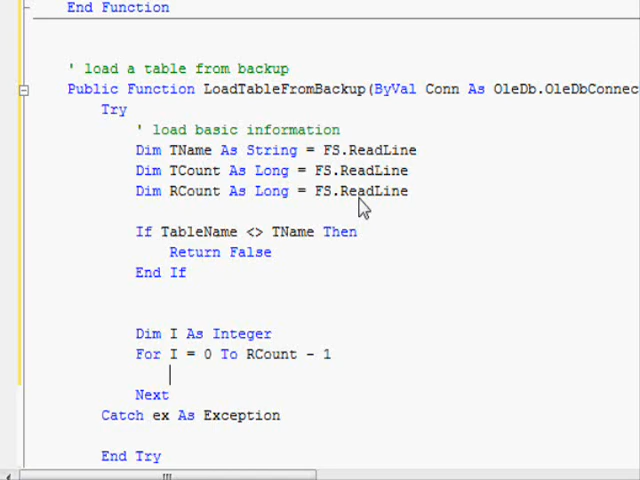 End Function
' load a table from backup
Public Function LoadTableFromBackup(ByVal Conn As OleDb.OleDbConnec
Try
' load basic information
Dim TName As String = FS.ReadLine
Dim TCount As Long = FS.ReadLine
Dim RCount As Long = FS.ReadLine
If TableName <> TName Then
Return False
End If
Dim I As Integer
For I = 0 To RCount - 1
Next
Catch ex As Exception
End Try